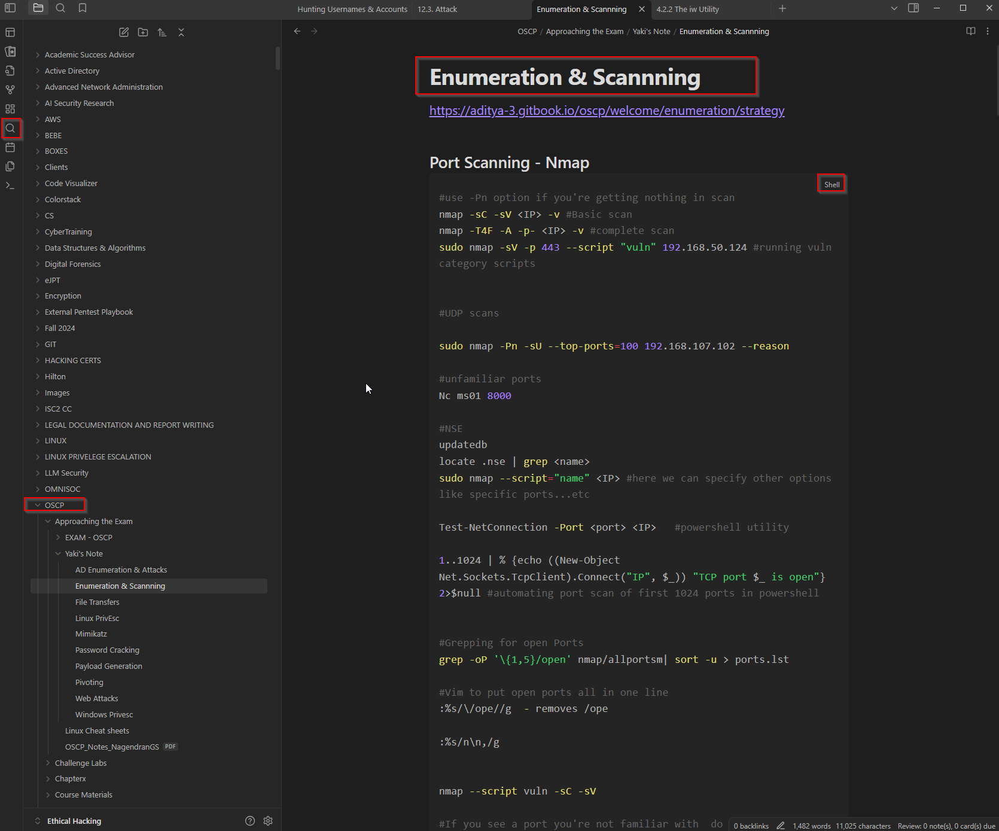 Hunting Usernames & Accounts
12.3. Attack
Enumeration & Scannning
4.2.2 The iw Utility
OSCP / Approaching the Exam / Yaki's Note / Enumeration & Scannning
Academic Success Advisor
Active Directory
Advanced Network Administration
AI Security Research
AWS
BEBE
BOXES
Clients
Code Visualizer
Colorstack
CS
CyberTraining
Data Structures & Algorithms
Digital Forensics
eJPT
Encryption
External Pentest Playbook
Fall 2024
GIT
HACKING CERTS
Hilton
Images
ISC2 CC
LEGAL DOCUMENTATION AND REPORT WRITING
LINUX
LINUX PRIVELEGE ESCALATION
LLM Security
OMNISOC
OSCP
Approaching the Exam
EXAM - OSCP
Yaki's Note
AD Enumeration & Attacks
Enumeration & Scannning
File Transfers
Linux PrivEsc
Mimikatz
Password Cracking
Payload Generation
Pivoting
Web Attacks
Windows Privesc
Linux Cheat sheets
OSCP_Notes_NagendranGS PDF
Challenge Labs
Chapterx
Course Materials
Ethical Hacking
Enumeration & Scannning
https://aditya-3.gitbook.io/oscp/welcome/enumeration/strategy
Port Scanning - Nmap
Shell
#use -Pn option if you're getting nothing in scan
nmap -sC -sV <IP> -v #Basic scan
nmap -T4F -A -p- <IP> -v #complete scan
sudo nmap -sV -p 443 --script "vuln" 192.168.50.124 #running vuln
category scripts
#UDP scans
sudo nmap -Pn -sU --top-ports=100 192.168.107.102 --reason
#unfamiliar ports
Nc ms01 8000
#NSE
updatedb
locate .nse | grep <name>
sudo nmap --script="name" <IP> #here we can specify other options
like specific ports...etc
Test-NetConnection -Port <port> <IP>   #powershell utility
1..1024 | % {echo ((New-Object
Net.Sockets.TcpClient).Connect("IP", $_)) "TCP port $_ is open"}
2>$null #automating port scan of first 1024 ports in powershell
#Grepping for open Ports
grep -oP '\{1,5}/open' nmap/allportsm| sort -u > ports.lst
#Vim to put open ports all in one line
:%s/\/ope//g  - removes /ope
:%s/n\n,/g
nmap --script vuln -sC -sV
#If you see a port you're not familiar with  do
0 backlinks 1,482 words 11,025 characters Review: 0 note(s), 0 card(s) due